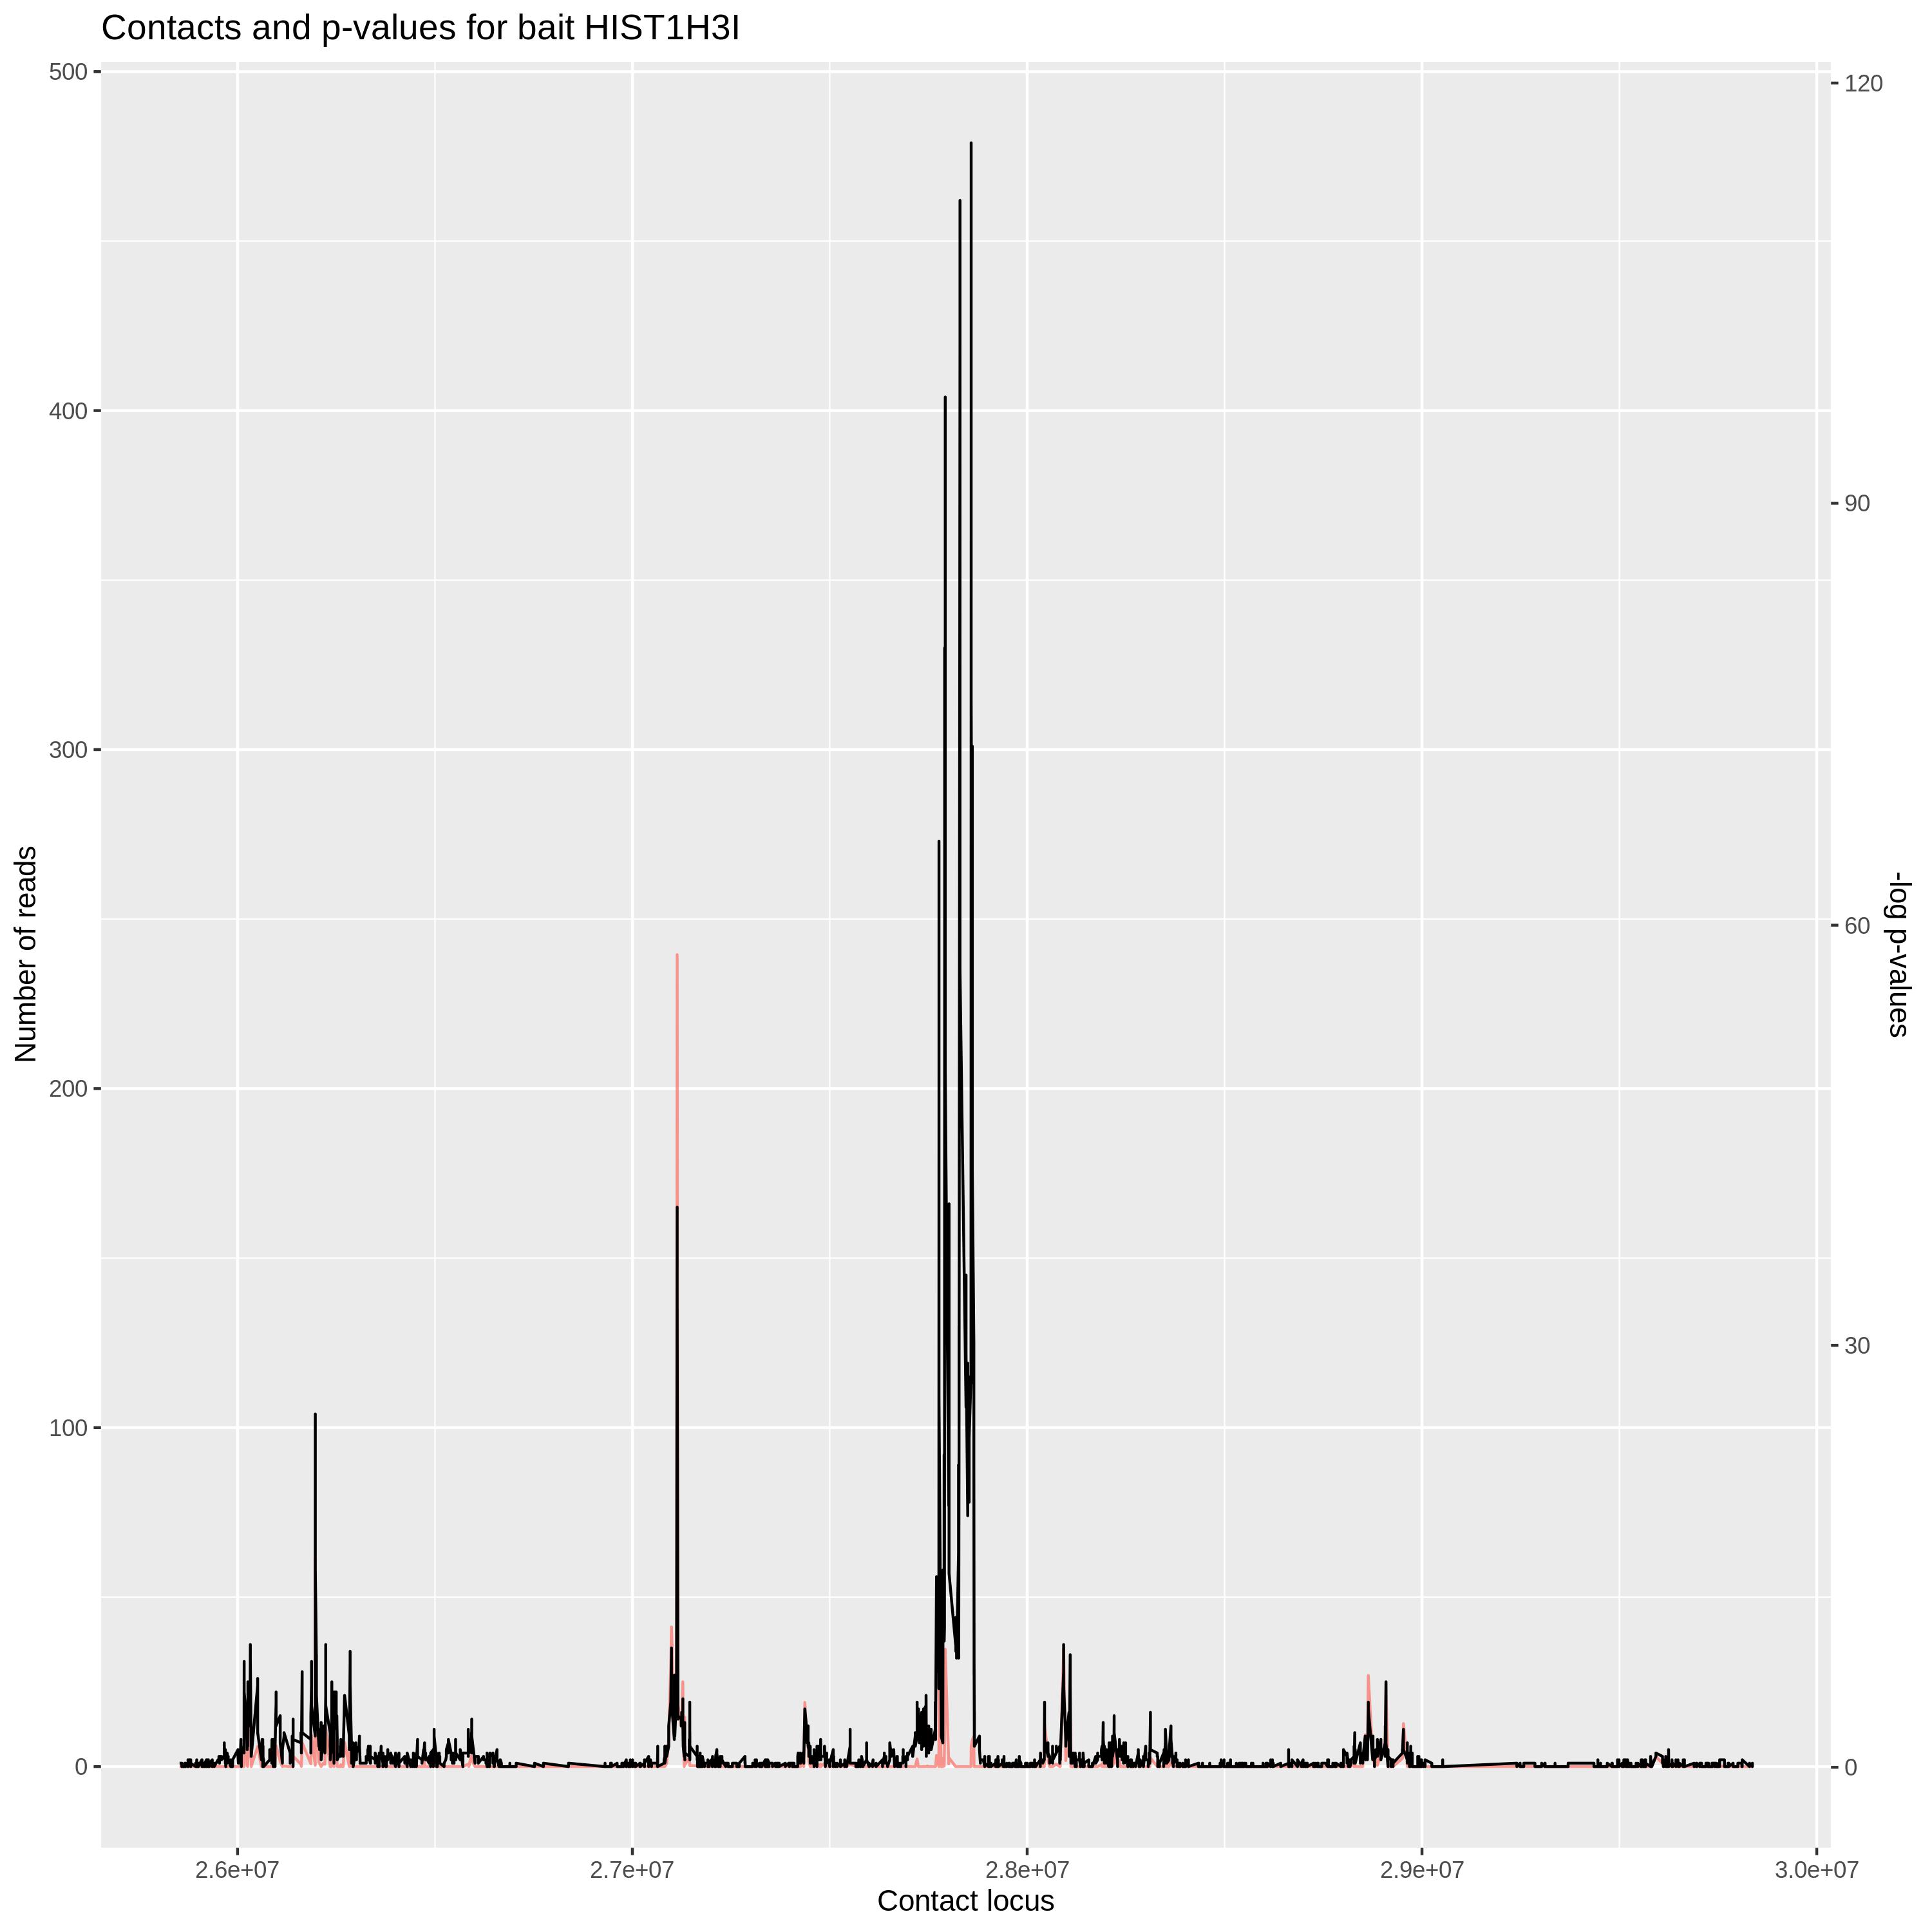 Contacts and p-values for bait HIST1H3I
500
400
300
200
100
0
Number of reads
120
90
60
30
0
-log p-values
2.6e+07
2.7e+07
2.8e+07
2.9e+07
3.0e+07
Contact locus